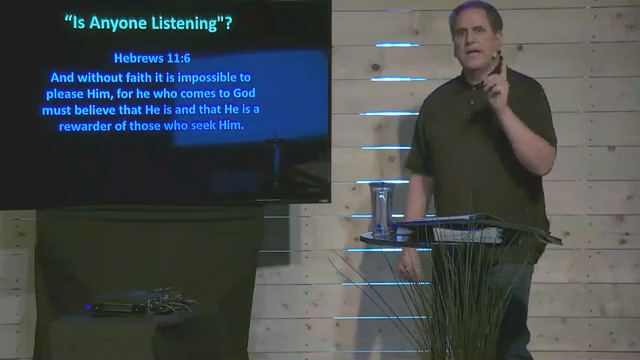 “Is Anyone Listening"?
Hebrews 11:6
And without faith it is impossible to
please Him, for he who comes to God
must believe that He is and that He is a
rewarder of those who seek Him.